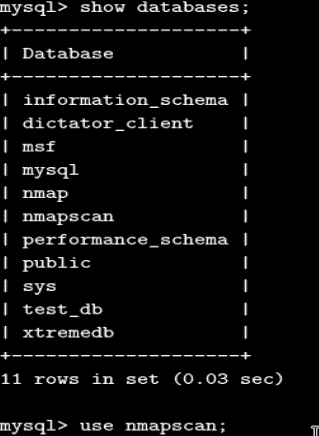 mysql> show databases;
+--------------------+
| Database           |
+--------------------+
| information_schema |
| dictator_client    |
| msf                |
| mysql              |
| nmap               |
| nmapscan           |
| performance_schema |
| public             |
| sys                |
| test_db            |
| xtremedb           |
+--------------------+
11 rows in set (0.03 sec)
mysql> use nmapscan;